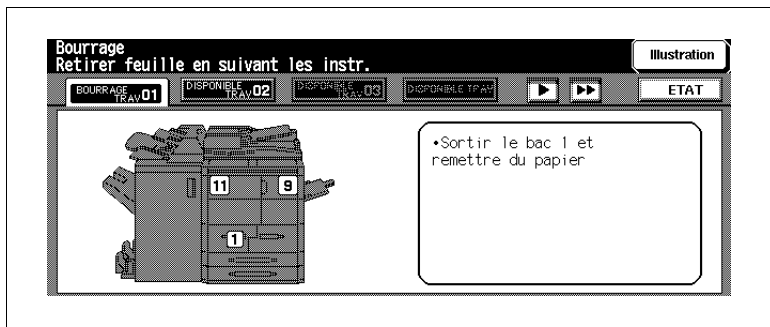 Bourrage
Retirer feuille en suivant les instr.
Illustration
BOURRAGE
TRAV 01
DISPONIBLE
TRAV 02
DISPONIBLE
TRAV 03
DISPONIBLE TRAV
ETAT
11
9
1
•Sortir le bac 1 et
remettre du papier